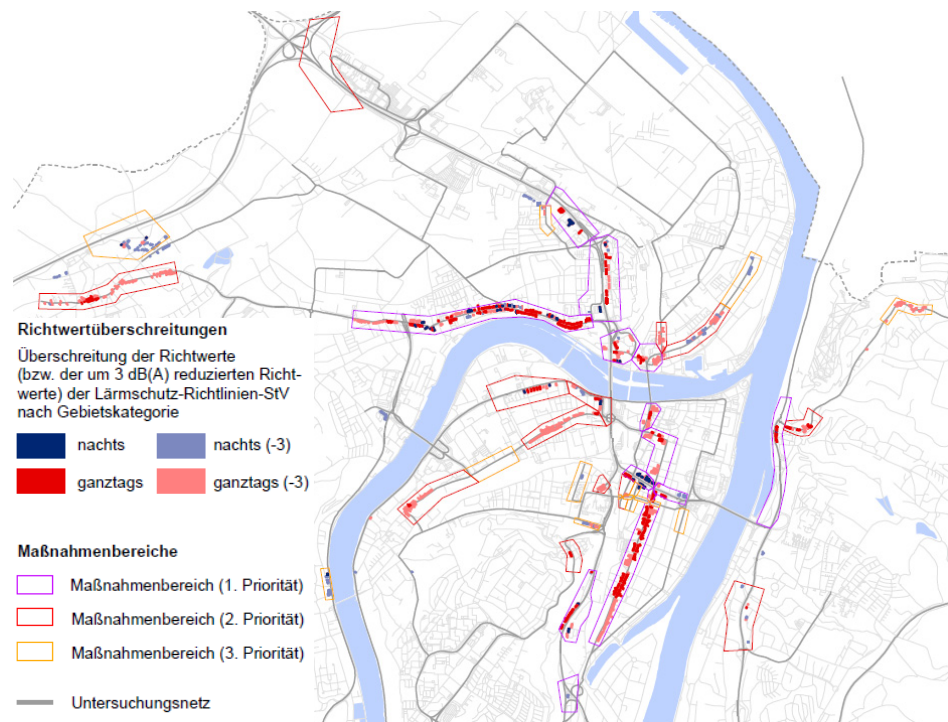 Richtwertüberschreitungen
Überschreitung der Richtwerte
(bzw. der um 3 dB(A) reduzierten Richt-
werte) der Lärmschutz-Richtlinien-StV
nach Gebietskategorie
nachts
nachts (-3)
ganztags
ganztags (-3)
Maßnahmenbereiche
Maßnahmenbereich (1. Priorität)
Maßnahmenbereich (2. Priorität)
Maßnahmenbereich (3. Priorität)
Untersuchungsnetz